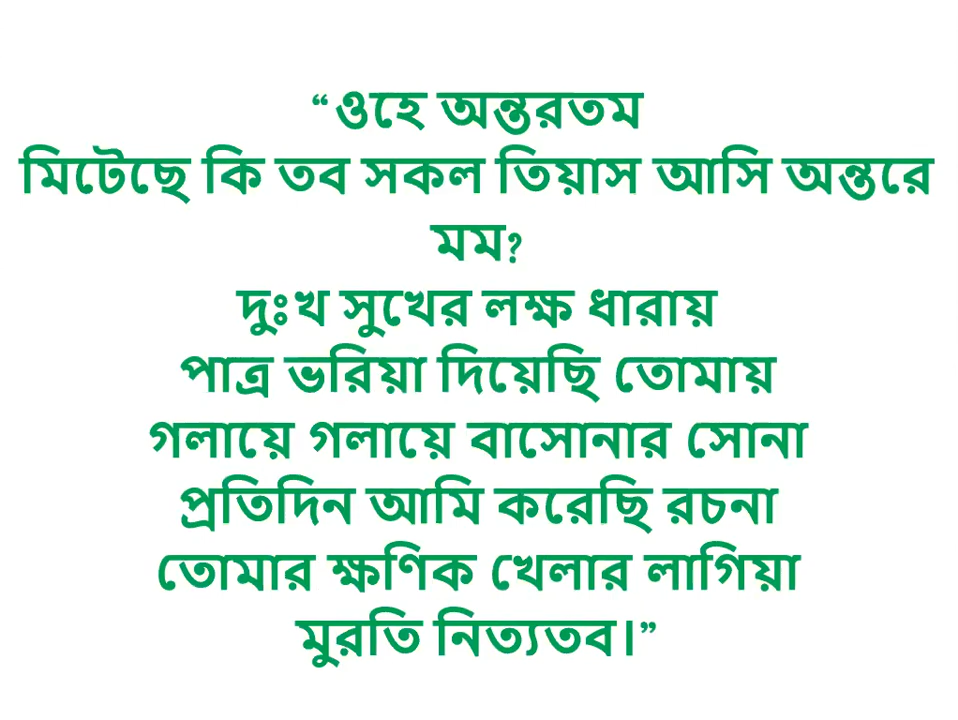 “ওহে অন্তরতম
মিটেছে কি তব সকল তিয়াস আসি অন্তরে
মম?
দুঃখ সুখের লক্ষ ধারায়
পাত্র ভরিয়া দিয়েছি তোমায়
গলায়ে গলায়ে বাসোনার সোনা
প্রতিদিন আমি করেছি রচনা
তোমার ক্ষণিক খেলার লাগিয়া
মুরতি নিত্যতব।”